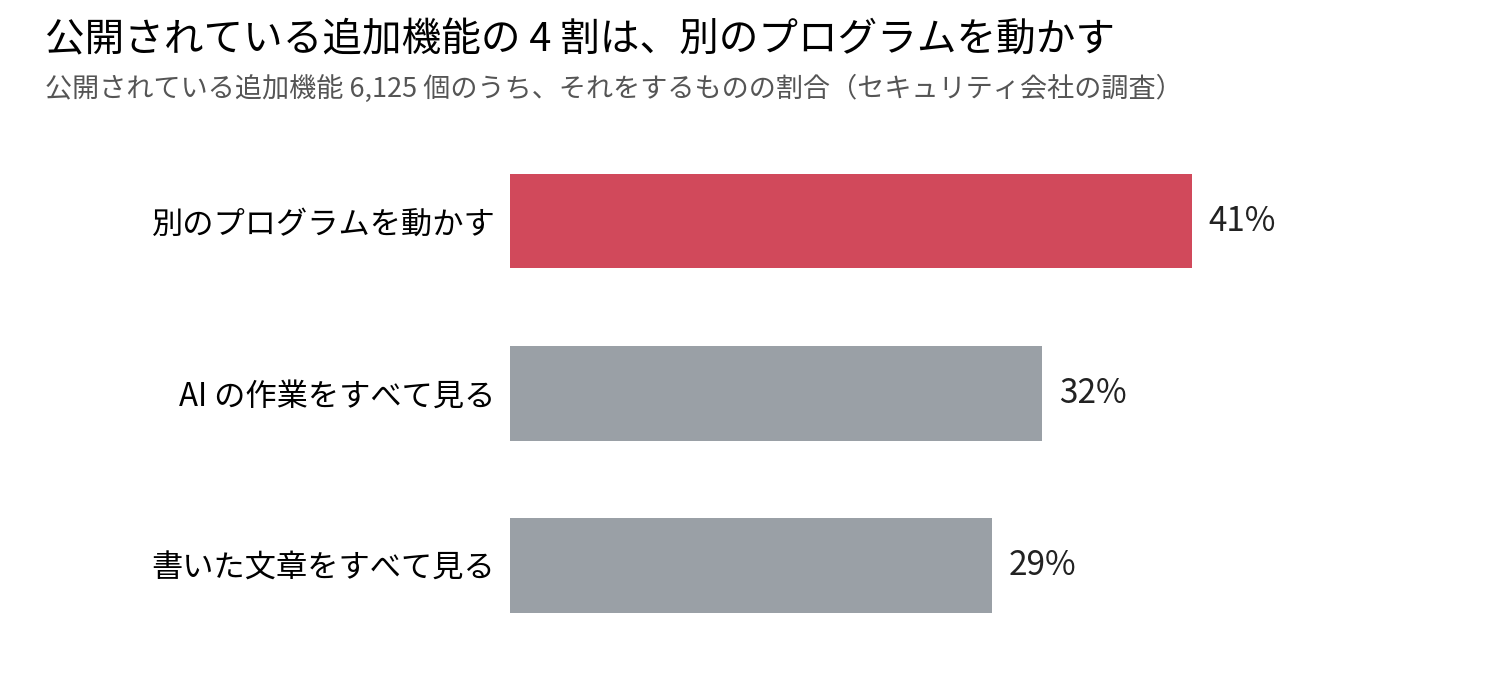 公開されている追加機能の 4 割は、別のプログラムを動かす
公開されている追加機能 6,125 個のうち、それをするものの割合（セキュリティ会社の調査）
別のプログラムを動かす
41%
AI の作業をすべて見る
32%
書いた文章をすべて見る
29%